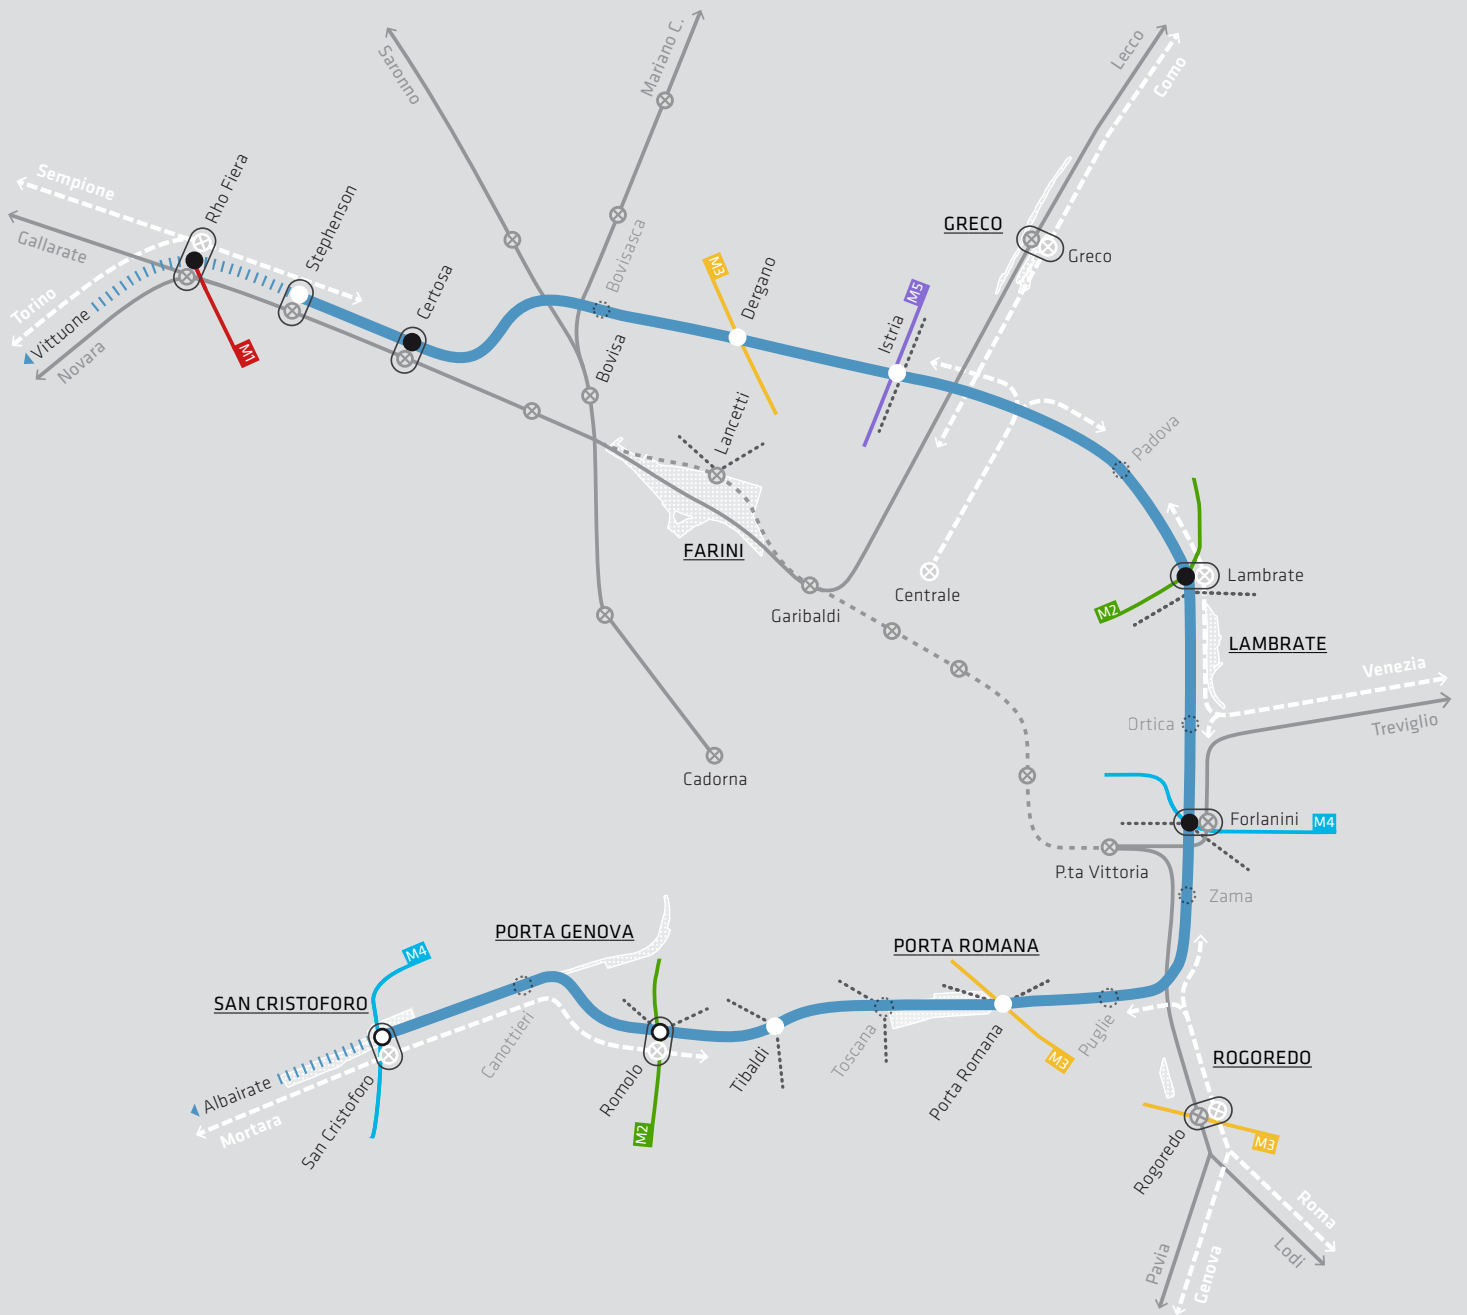 Saronno
Mariano C.
Lecco
Como
Sempione
Rho Fiera
Stephenson
Gallarate
Torino
Vittuone
Novara
M1
Certosa
Bovisasca
Bovisa
M3
Dergano
Istria
M5
GRECO
Greco
Lancetti
FARINI
Garibaldi
Centrale
Padova
M2
Lambrate
LAMBRATE
Venezia
Treviglio
Ortica
Cadorna
Forlanini
M4
P.ta Vittoria
Zama
PORTA GENOVA
PORTA ROMANA
M4
SAN CRISTOFORO
Canottieri
Albairate
Mortara
San Cristoforo
Romolo
M2
Tibaldi
Toscana
Porta Romana
M3
Puglie
ROGOREDO
M3
Rogoredo
Roma
Lodi
Pavia
Genova